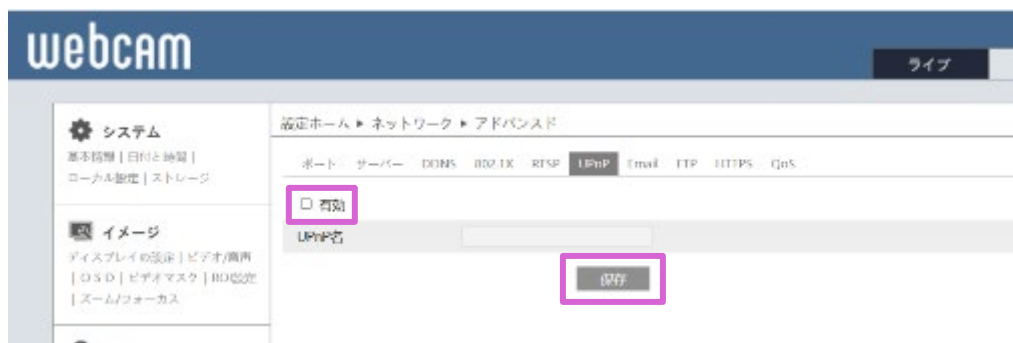 webcam
ライブ
システム
基本情報 | 日付と時間 |
ローカル設定 | ストレージ
イメージ
ディスプレイの設定 | ビデオ/音声
| OSD | ビデオマスク | ROI設定
| ズーム/フォーカス
設定ホーム ▶ ネットワーク ▶ アドバンスド
ポート サーバー DDNS 802.1X RTSP UPnP Email FTP HTTPS QoS
有効
UPnP名
保存